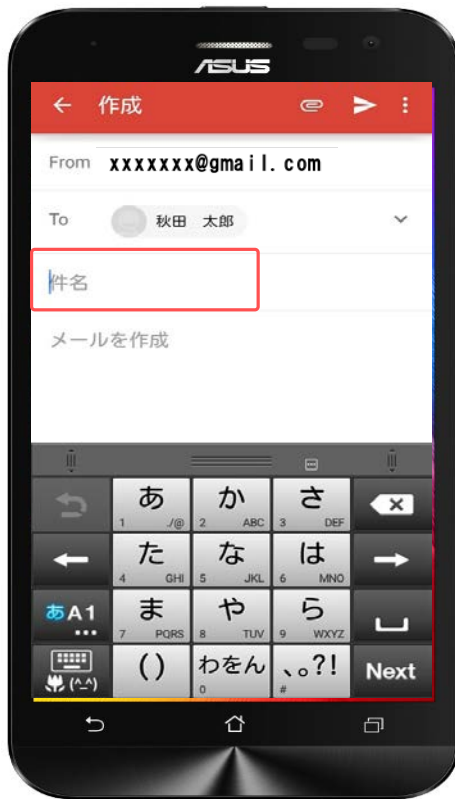 ASUS
作成
From xxxxxxx@gmail.com
To 秋田 太郎
件名
メールを作成
あ 1 ./@ か 2 ABC さ 3 DEF
た 4 GHI な 5 JKL は 6 MNO
あA1 ... ま 7 PQRS や 8 TUV ら 9 WXYZ
(^_^) () わをん 0 、。?! # Next